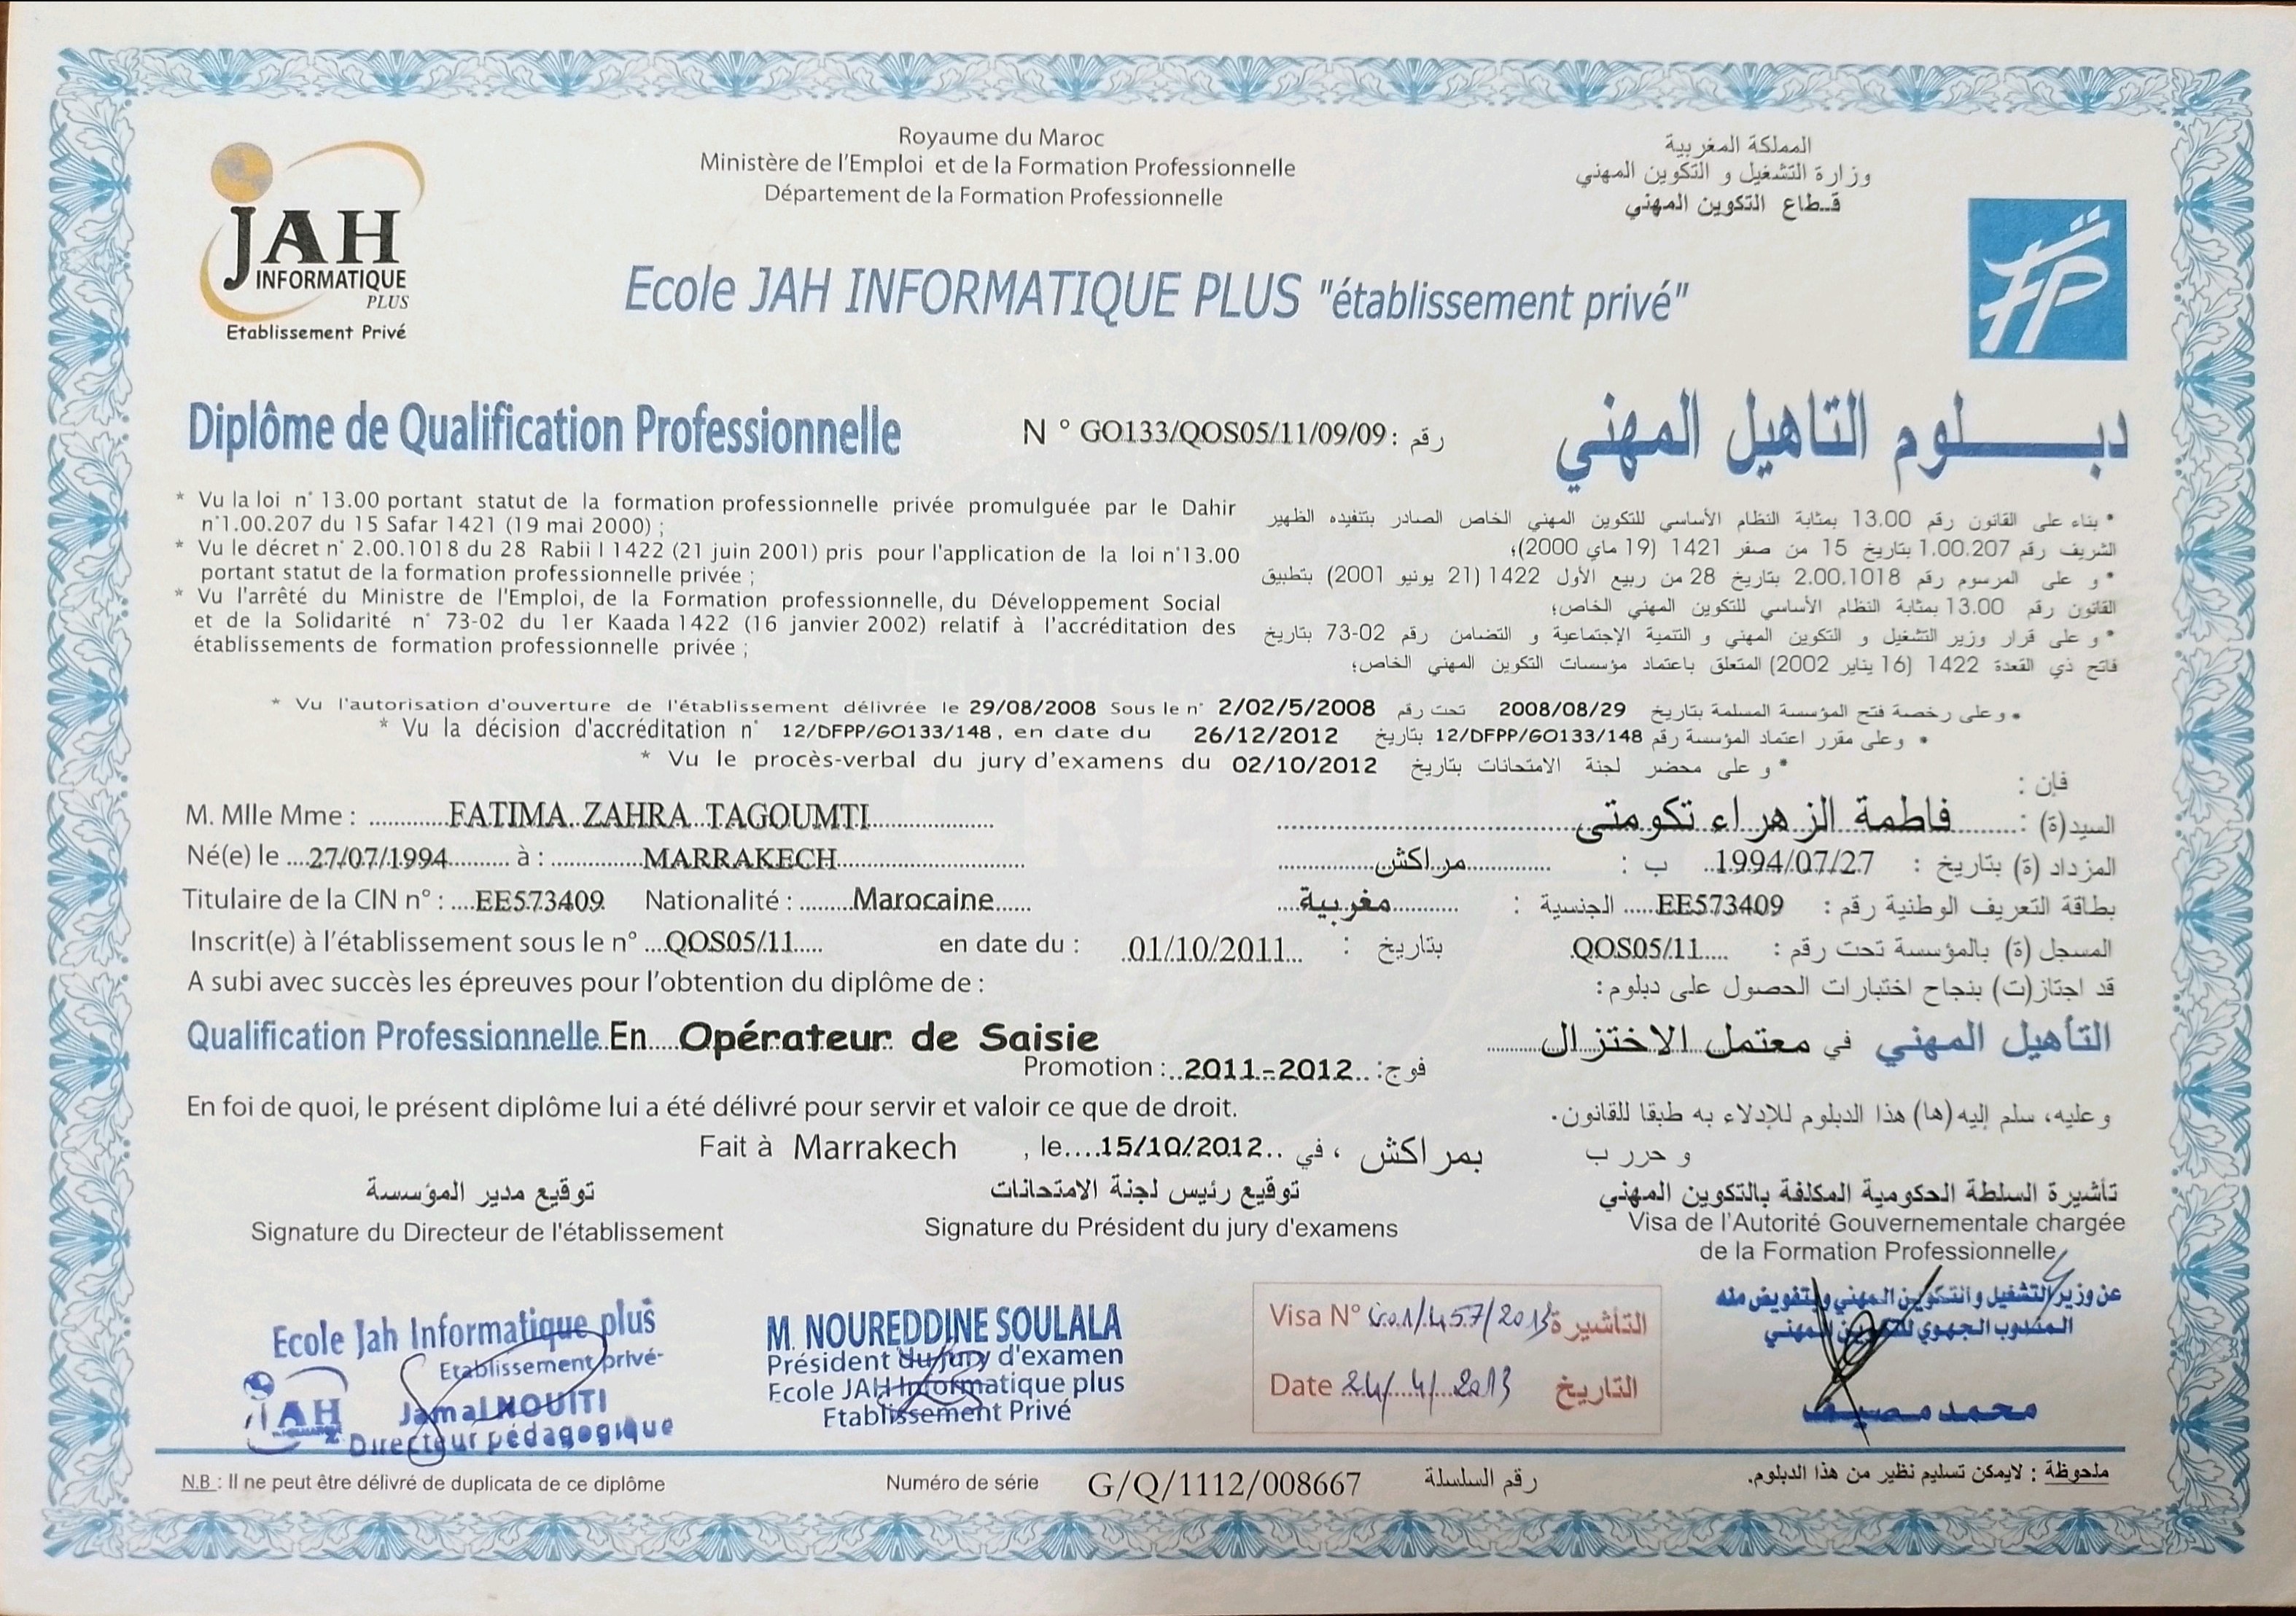 JAH
INFORMATIQUE
PLUS
Etablissement Privé
Royaume du Maroc
Ministère de l'Emploi et de la Formation Professionnelle
Département de la Formation Professionnelle
المملكة المغربية
وزارة التشغيل و التكوين المهني
قـطاع التكوين المهني
Ecole JAH INFORMATIQUE PLUS "établissement privé"
Diplôme de Qualification Professionnelle
N ° GO133/QOS05/11/09/09 : رقم
دبـــلوم التاهيل المهني
* Vu la loi n° 13.00 portant statut de la formation professionnelle privée promulguée par le Dahir
n°1.00.207 du 15 Safar 1421 (19 mai 2000) ;
* Vu le décret n° 2.00.1018 du 28 Rabii I 1422 (21 juin 2001) pris pour l'application de la loi n°13.00
portant statut de la formation professionnelle privée ;
* Vu l'arrêté du Ministre de l'Emploi, de la Formation professionnelle, du Développement Social
et de la Solidarité n° 73-02 du 1er Kaada 1422 (16 janvier 2002) relatif à l'accréditation des
établissements de formation professionnelle privée ;
* بناء على القانون رقم 13.00 بمثابة النظام الأساسي للتكوين المهني الخاص الصادر بتنفيده الظهير
الشريف رقم 1.00.207 بتاريخ 15 من صفر 1421 (19 ماي 2000)؛
* و على المرسوم رقم 2.00.1018 بتاريخ 28 من ربيع الأول 1422 (21 يونيو 2001) بتطبيق
القانون رقم 13.00 بمثابة النظام الأساسي للتكوين المهني الخاص؛
* و على قرار وزير التشغيل و التكوين المهني و التنمية الإجتماعية و التضامن رقم 02-73 بتاريخ
فاتح ذي القعدة 1422 (16 يناير 2002) المتعلق باعتماد مؤسسات التكوين المهني الخاص؛
* Vu l'autorisation d'ouverture de l'établissement délivrée le 29/08/2008 Sous le n° 2/02/5/2008 تحت رقم 2008/08/29 وعلى رخصة فتح المؤسسة المسلمة بتاريخ •
* Vu la décision d'accréditation n° 12/DFPP/GO133/148, en date du 26/12/2012 بتاريخ 12/DFPP/GO133/148 وعلى مقرر اعتماد المؤسسة رقم •
* Vu le procès-verbal du jury d'examens du 02/10/2012 و على محضر لجنة الامتحانات بتاريخ *
فإن :
M. Mlle Mme : FATIMA ZAHRA TAGOUMTI
السيد(ة) : فاطمة الزهراء تكومتي
Né(e) le 27/07/1994 à : MARRAKECH
المزداد (ة) بتاريخ : 1994/07/27 ب : مراكش
Titulaire de la CIN n° : EE573409 Nationalité : Marocaine
بطاقة التعريف الوطنية رقم : EE573409 الجنسية : مغربية
Inscrit(e) à l'établissement sous le n° QOS05/11 en date du : 01/10/2011 : بتاريخ
المسجل (ة) بالمؤسسة تحت رقم : QOS05/11
A subi avec succès les épreuves pour l'obtention du diplôme de :
قد اجتاز(ت) بنجاح اختبارات الحصول على دبلوم:
Qualification Professionnelle En Opérateur de Saisie
التأهيل المهني في معتمل الاختزال
Promotion : 2011-2012 :فوج
En foi de quoi, le présent diplôme lui a été délivré pour servir et valoir ce que de droit.
وعليه، سلم إليه(ها) هذا الدبلوم للإدلاء به طبقا للقانون.
Fait à Marrakech , le 15/10/2012
و حرر ب بمراكش ، في
توقيع مدير المؤسسة
Signature du Directeur de l'établissement
توقيع رئيس لجنة الامتحانات
Signature du Président du jury d'examens
تأشيرة السلطة الحكومية المكلفة بالتكوين المهني
Visa de l'Autorité Gouvernementale chargée
de la Formation Professionnelle
Ecole Jah Informatique plus
Etablissement privé
JAH
Jamal NOUITI
Directeur pédagogique
M. NOUREDDINE SOULALA
Président du jury d'examen
Ecole JAH Informatique plus
Etablissement Privé
Visa N° 601/457/2013 التأشيرة
Date 24/4/2013 التاريخ
عن وزير التشغيل والتكوين المهني وبتفويض منه
المندوب الجهوي للتكوين المهني
محمد مصيف
N.B : Il ne peut être délivré de duplicata de ce diplôme
Numéro de série G/Q/1112/008667 رقم السلسلة
ملحوظة : لايمكن تسليم نظير من هذا الدبلوم.